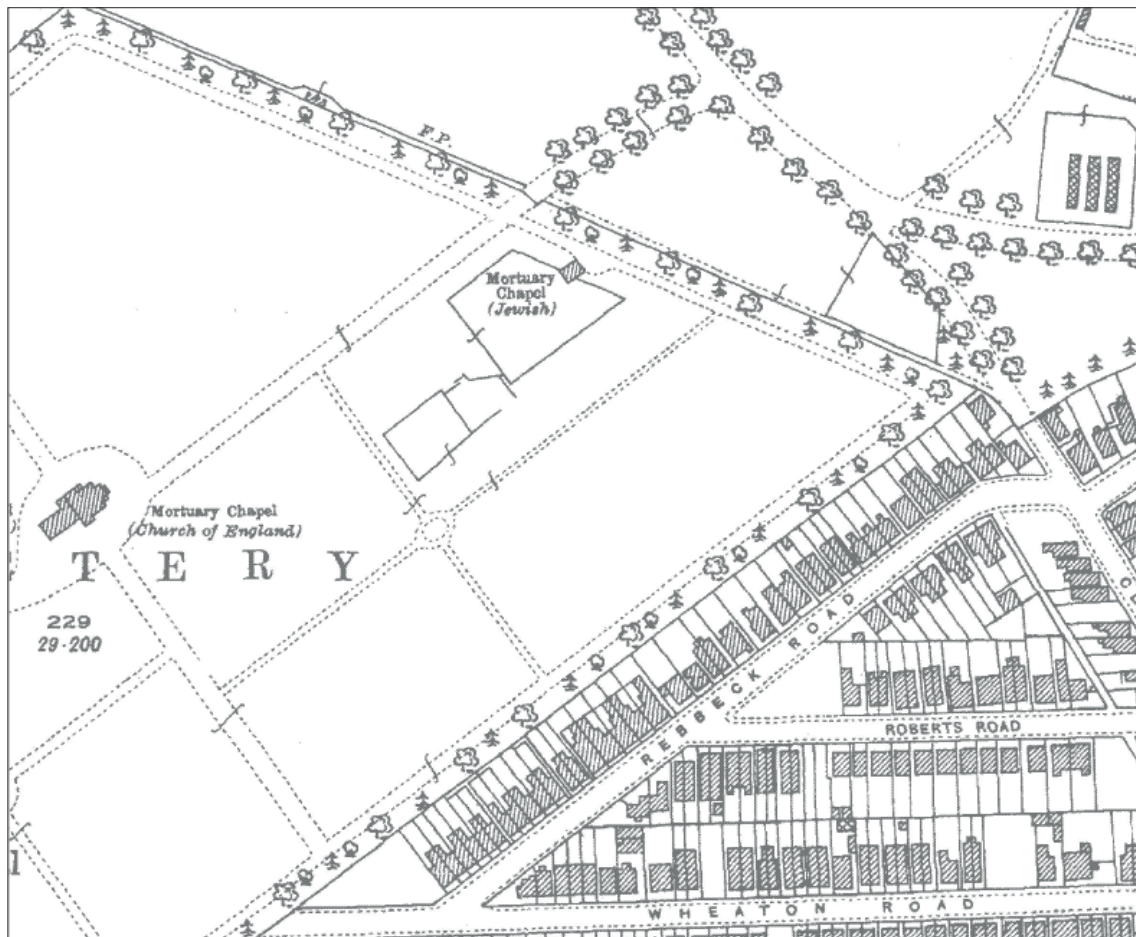 F.P.
Mortuary
Chapel
(Jewish)
Mortuary Chapel
(Church of England)
TERY
229
29·200
REBBECK ROAD
ROBERTS ROAD
WHEATON ROAD